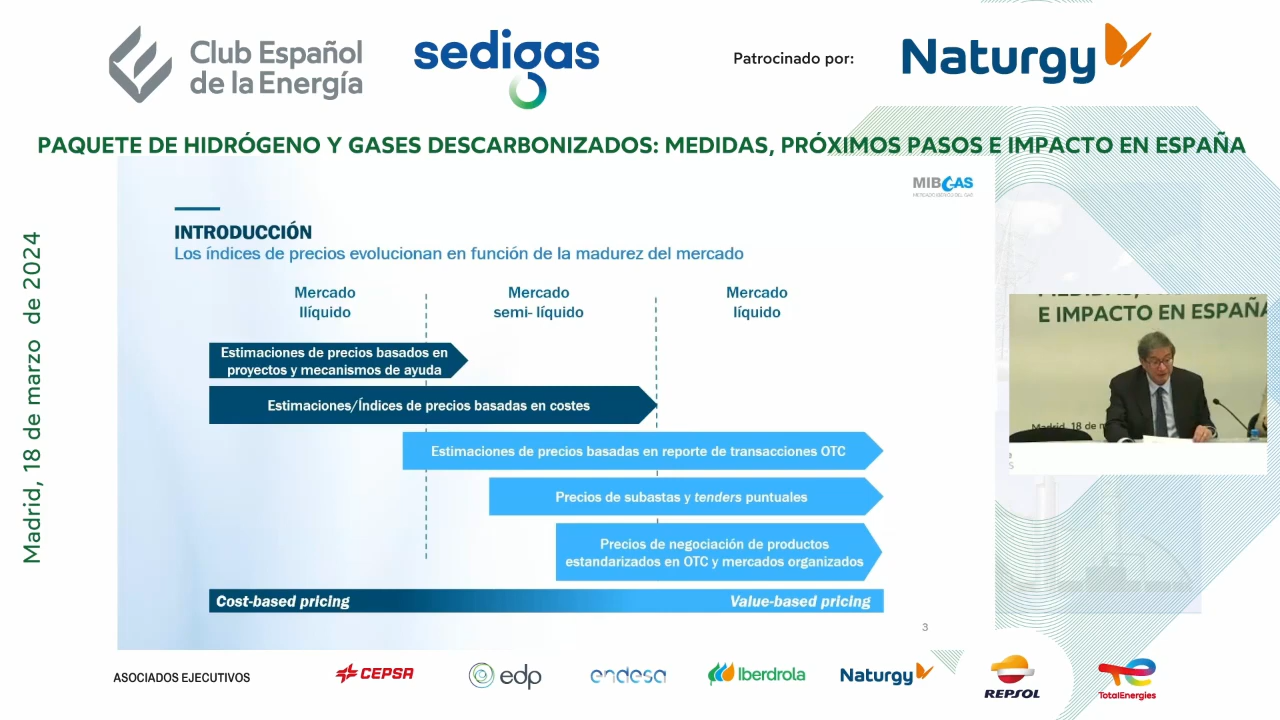 Club Español
de la Energía
sedigas
Patrocinado por:
Naturgy
PAQUETE DE HIDRÓGENO Y GASES DESCARBONIZADOS: MEDIDAS, PRÓXIMOS PASOS E IMPACTO EN ESPAÑA
Madrid, 18 de marzo de 2024
MIBGAS
INTRODUCCIÓN
Los índices de precios evolucionan en función de la madurez del mercado
Mercado
Ilíquido
Mercado
semi- líquido
Mercado
líquido
Estimaciones de precios basados en
proyectos y mecanismos de ayuda
Estimaciones/Índices de precios basadas en costes
Estimaciones de precios basadas en reporte de transacciones OTC
Precios de subastas y tenders puntuales
Precios de negociación de productos
estandarizados en OTC y mercados organizados
Cost-based pricing
Value-based pricing
3
E IMPACTO EN ESPAÑA
Madrid, 18 de m
ASOCIADOS EJECUTIVOS
CEPSA
edp
endesa
Iberdrola
Naturgy
REPSOL
TotalEnergies